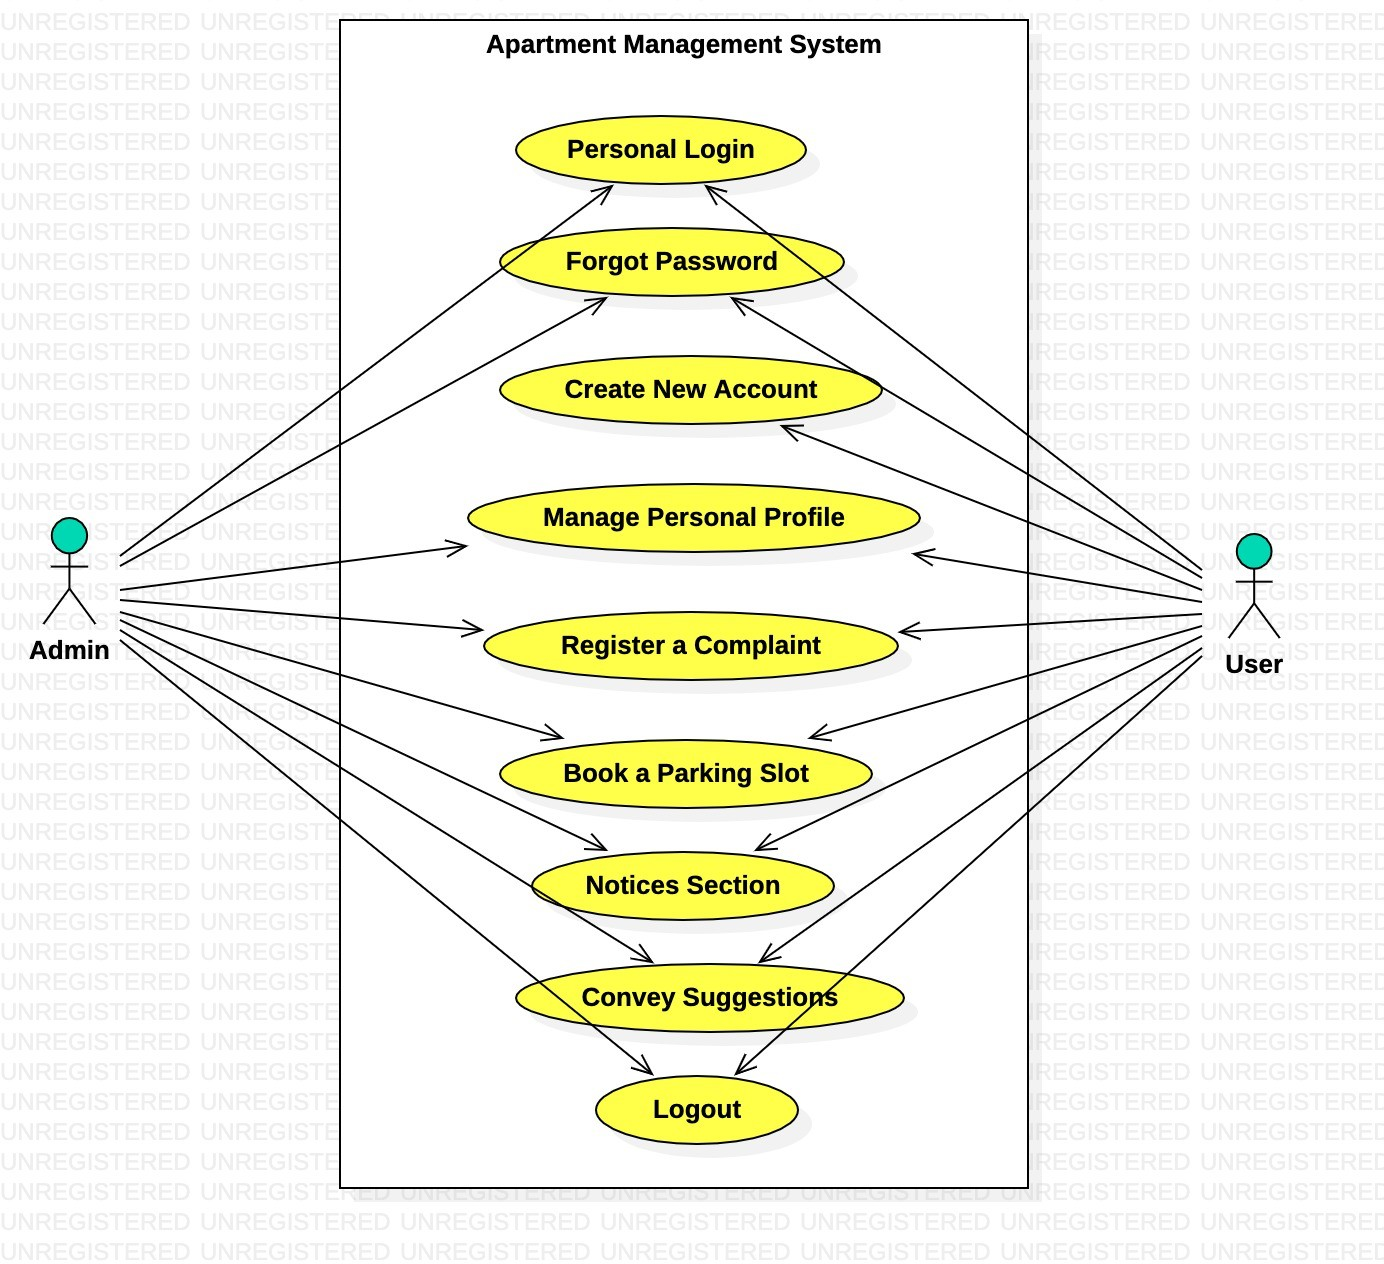 Apartment Management System
Personal Login
Forgot Password
Create New Account
Manage Personal Profile
Register a Complaint
Book a Parking Slot
Notices Section
Convey Suggestions
Logout
Admin
User
UNREGISTERED